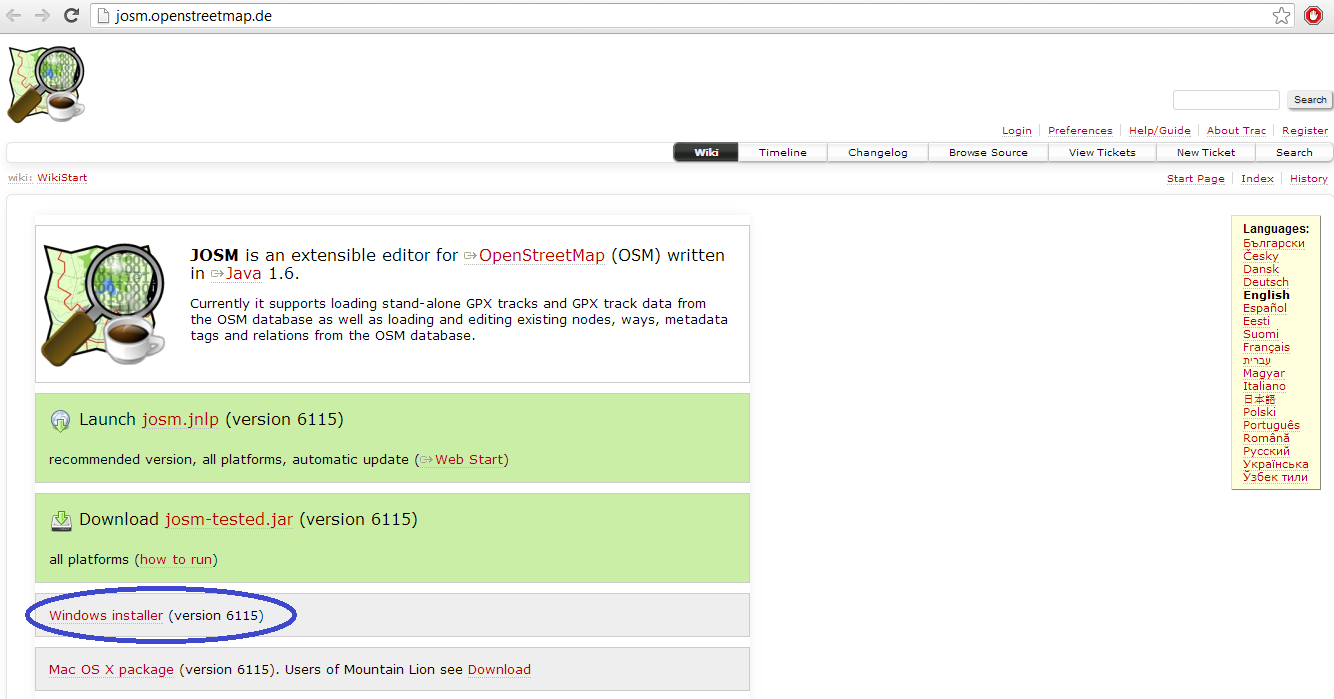 josm.openstreetmap.de
Search
Login Preferences Help/Guide About Trac Register
Wiki Timeline Changelog Browse Source View Tickets New Ticket Search
wiki: WikiStart
Start Page Index History
JOSM is an extensible editor for OpenStreetMap (OSM) written
in Java 1.6.
Currently it supports loading stand-alone GPX tracks and GPX track data from
the OSM database as well as loading and editing existing nodes, ways, metadata
tags and relations from the OSM database.
Launch josm.jnlp (version 6115)
recommended version, all platforms, automatic update (Web Start)
Download josm-tested.jar (version 6115)
all platforms (how to run)
Windows installer (version 6115)
Mac OS X package (version 6115). Users of Mountain Lion see Download
Languages:
Български
Česky
Dansk
Deutsch
English
Español
Eesti
Suomi
Français
עברית
Magyar
Italiano
日本語
Polski
Português
Română
Русский
Українська
Ўзбек тили